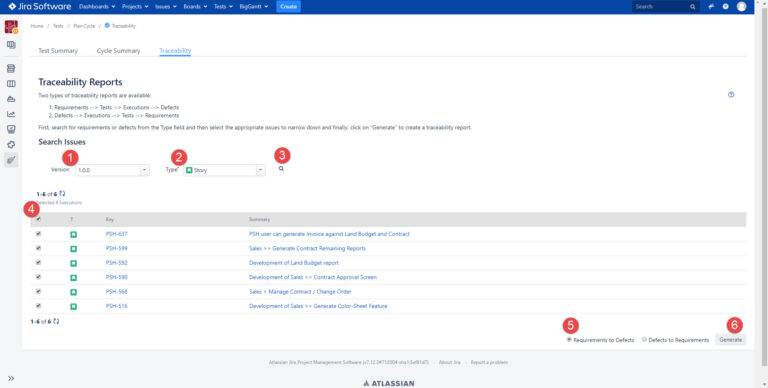 Jira Software Dashboards Projects Issues Boards Tests BigGantt Create Search
Home / Tests / Plan Cycle / Traceability
Test Summary Cycle Summary Traceability
Traceability Reports
Two types of traceability reports are available:
1. Requirements --> Tests --> Executions --> Defects
2. Defects --> Executions --> Tests --> Requirements
First, search for requirements or defects from the Type field and then select the appropriate issues to narrow down and finally, click on "Generate" to create a traceability report.
Search Issues
1 2 3
Version 1.0.0 Type* Story
1-6 of 6
Selected 6 Executions
4
T Key Summary
PSH-637 PSH user can generate Invoice against Land Budget and Contract
PSH-599 Sales >> Generate Contract Remaining Reports
PSH-592 Development of Land Budget report
PSH-590 Development of Sales >> Contract Approval Screen
PSH-568 Sales > Manage Contract / Change Order
PSH-516 Development of Sales >> Generate Color-Sheet Feature
1-6 of 6
5 6
Requirements to Defects Defects to Requirements Generate
Atlassian Jira Project Management Software · About Jira · Report a problem
ATLASSIAN